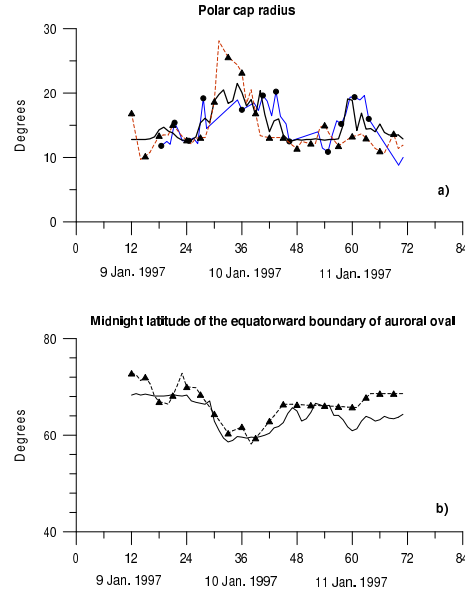 Polar cap radius
30
20
10
0
Degrees
a)
0 12 24 36 48 60 72 84
9 Jan. 1997 10 Jan. 1997 11 Jan. 1997
Midnight latitude of the equatorward boundary of auroral oval
80
60
40
Degrees
b)
0 12 24 36 48 60 72 84
9 Jan. 1997 10 Jan. 1997 11 Jan. 1997